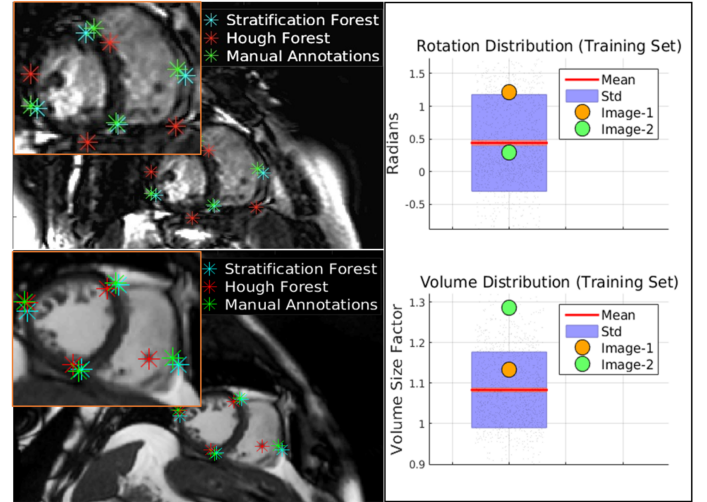 Stratification Forest
Hough Forest
Manual Annotations
Stratification Forest
Hough Forest
Manual Annotations
Rotation Distribution (Training Set)
Radians
1.5
1
0.5
0
-0.5
Mean
Std
Image-1
Image-2
Volume Distribution (Training Set)
Volume Size Factor
1.3
1.2
1.1
1
0.9
Mean
Std
Image-1
Image-2